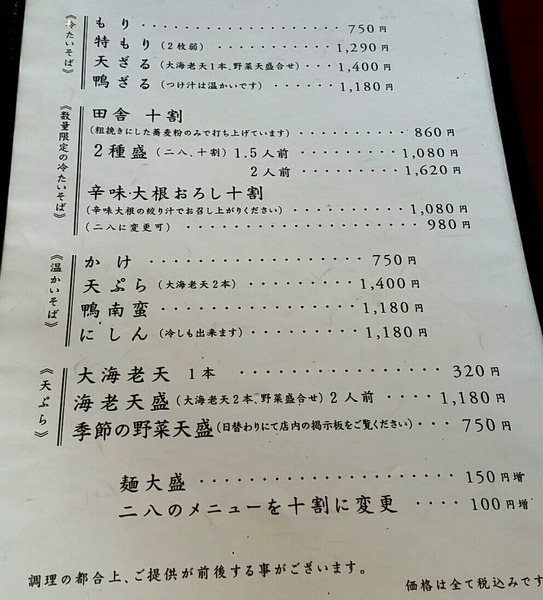 《冷たいそば》
もり 750円
特もり (2枚弱) 1,290円
天ざる (大海老天1本、野菜天盛合せ) 1,400円
鴨ざる (つけ汁は温かいです) 1,180円
《数量限定の冷たいそば》
田舎 十割
(粗挽きにした蕎麦粉のみで打ち上げています) 860円
2種盛 (二八、十割) 1.5人前 1,080円
2人前 1,620円
辛味大根おろし十割
(辛味大根の絞り汁でお召し上がりください) 1,080円
(二八に変更可) 980円
《温かいそば》
かけ 750円
天ぷら (大海老天2本) 1,400円
鴨南蛮 1,180円
にしん (冷しも出来ます) 1,180円
《天ぷら》
大海老天 1本 320円
海老天盛 (大海老天2本、野菜盛合せ) 2人前 1,180円
季節の野菜天盛 (日替わりにて店内の掲示板をご覧ください) 750円
麺大盛 150円増
二八のメニューを十割に変更 100円増
調理の都合上、ご提供が前後する事がございます。
価格は全て税込みです